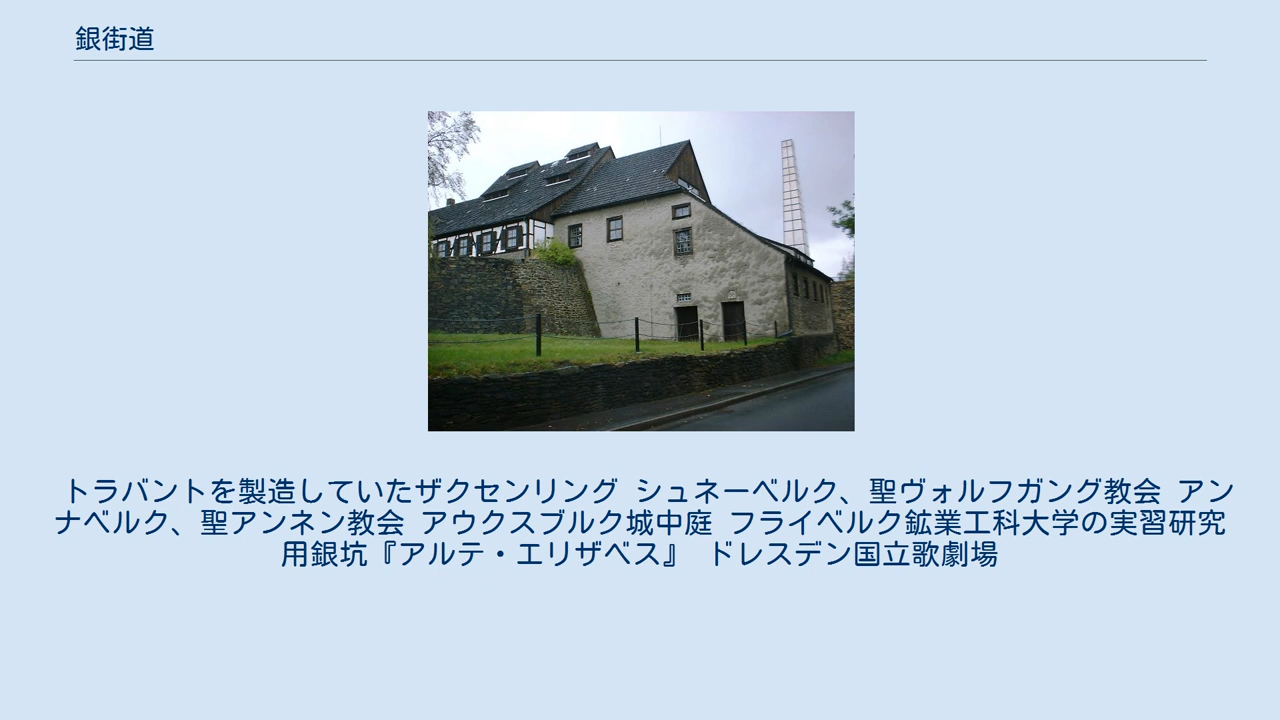 銀街道
トラバントを製造していたザクセンリング シュネーベルク、聖ヴォルフガング教会 アン
ナベルク、聖アンネン教会 アウクスブルク城中庭 フライベルク鉱業工科大学の実習研究
用銀坑『アルテ・エリザベス』 ドレスデン国立歌劇場